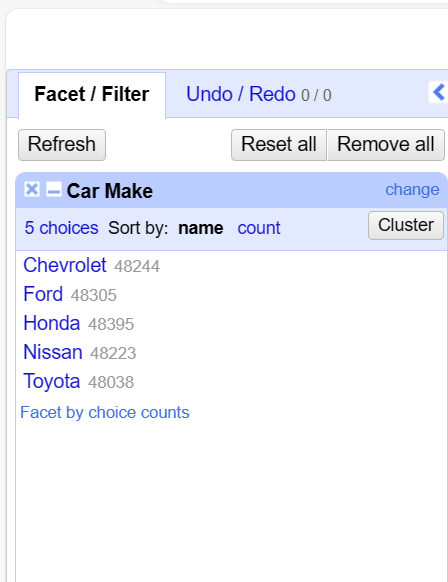 Facet / Filter Undo / Redo 0 / 0
Refresh Reset all Remove all
Car Make change
5 choices Sort by: name count Cluster
Chevrolet 48244
Ford 48305
Honda 48395
Nissan 48223
Toyota 48038
Facet by choice counts